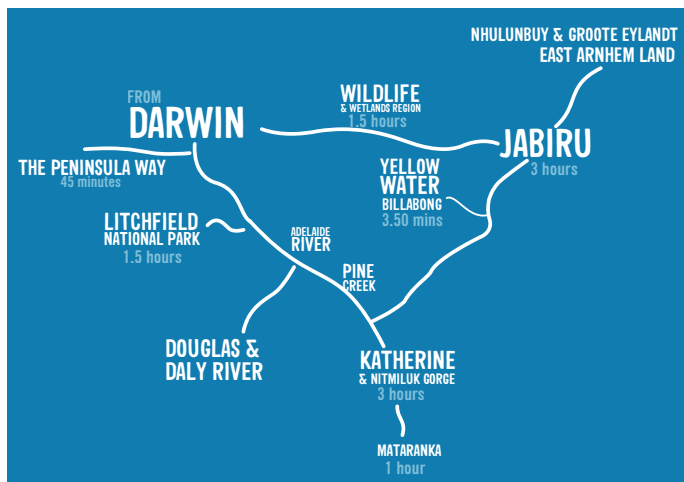 NHULUNBUY & GROOTE EYLANDT
EAST ARNHEM LAND
FROM
DARWIN
WILDLIFE
& WETLANDS REGION
1.5 hours
JABIRU
3 hours
THE PENINSULA WAY
45 minutes
YELLOW
WATER
BILLABONG
3.50 mins
LITCHFIELD
NATIONAL PARK
1.5 hours
ADELAIDE
RIVER
PINE
CREEK
DOUGLAS &
DALY RIVER
KATHERINE
& NITMILUK GORGE
3 hours
MATARANKA
1 hour